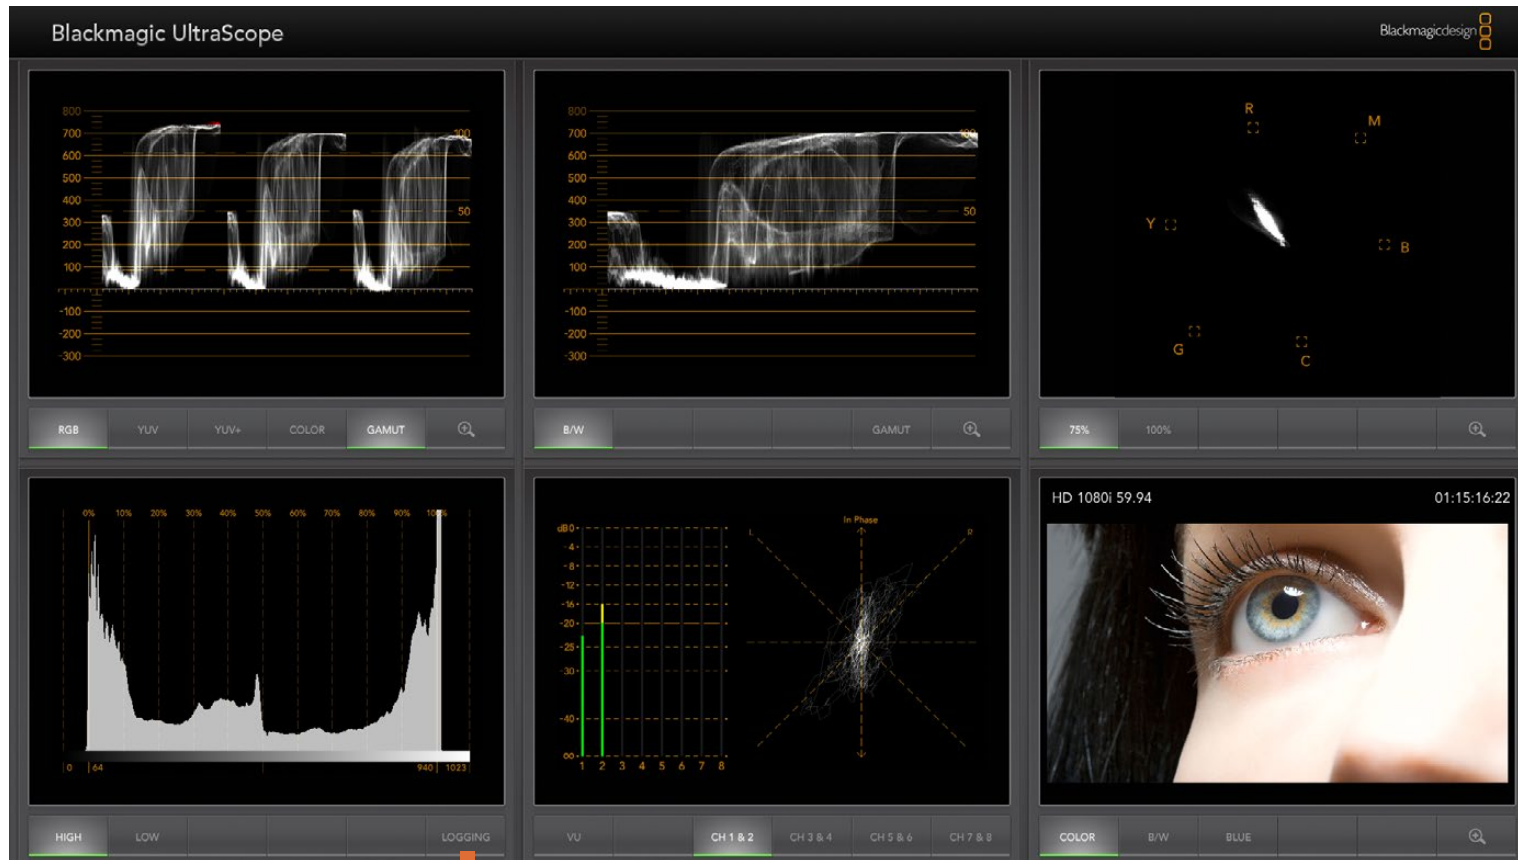 Blackmagic UltraScope
Blackmagicdesign
800
700
600
500
400
300
200
100
-100
-200
-300
100
50
800
700
600
500
400
300
200
100
-100
-200
-300
100
50
R
M
Y
B
G
C
RGB YUV YUV+ COLOR GAMUT
B/W GAMUT
75% 100%
0% 10% 20% 30% 40% 50% 60% 70% 80% 90% 100%
0 64 940 1023
dB 0
-4
-8
-12
-16
-20
-25
-30
-40
∞
1 2 3 4 5 6 7 8
In Phase
L R
HD 1080i 59.94 01:15:16:22
HIGH LOW LOGGING
VU CH 1 & 2 CH 3 & 4 CH 5 & 6 CH 7 & 8
COLOR B/W BLUE